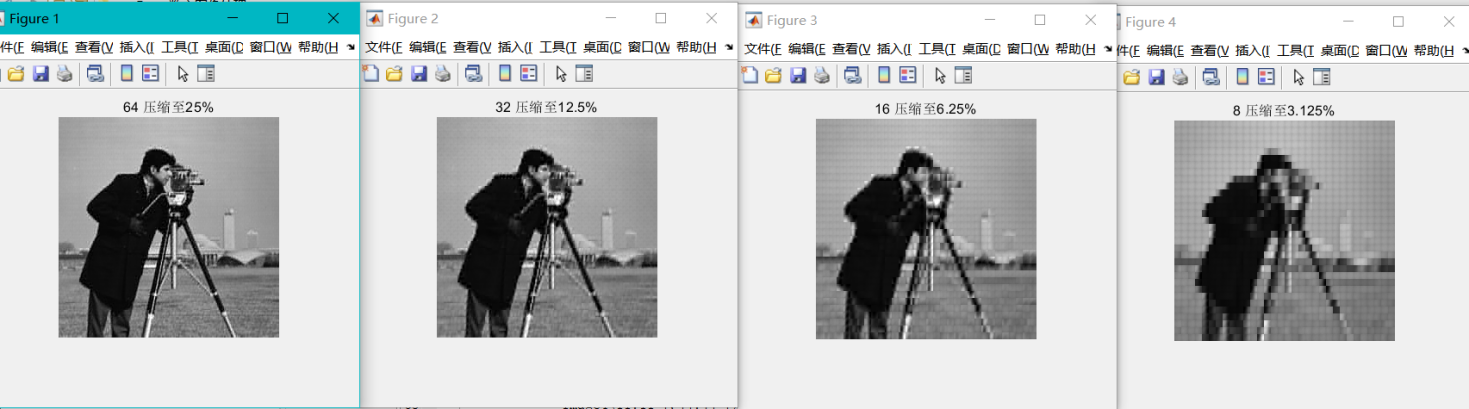 Figure 1
件(F 编辑(E 查看(V 插入(I 工具(T 桌面(D 窗口(W 帮助(H
64 压缩至25%
Figure 2
文件(F 编辑(E 查看(V 插入(I 工具(T 桌面(D 窗口(W 帮助(H
32 压缩至12.5%
Figure 3
文件(F 编辑(E 查看(V 插入(I 工具(T 桌面(D 窗口(W 帮助(H
16 压缩至6.25%
Figure 4
件(F 编辑(E 查看(V 插入(I 工具(T 桌面(D 窗口(W 帮助(H
8 压缩至3.125%